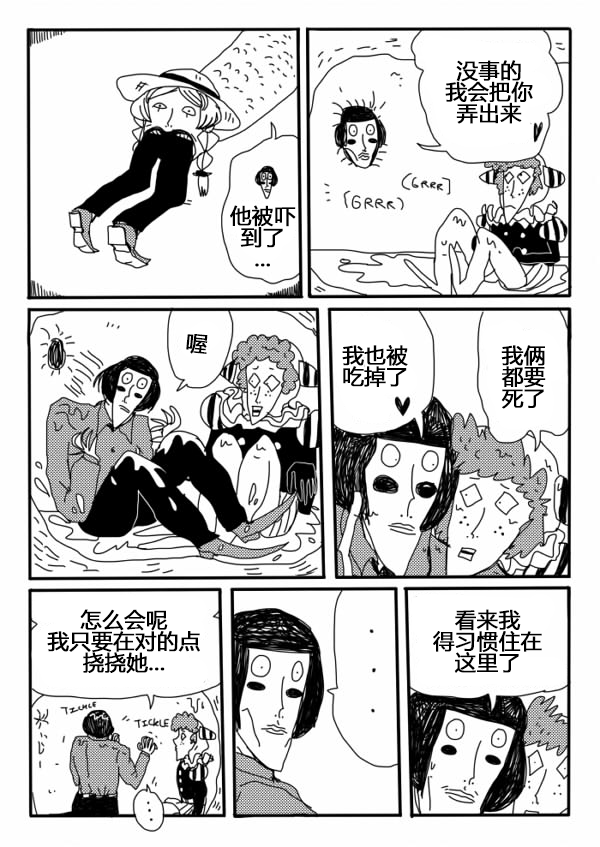 他被吓
到了
...
没事的
我会把你
弄出来
(GRRR]
[GRRR)
喔
我也被
吃掉了
我俩
都要
死了
怎么会呢
我只要在对的点
挠挠她...
TICKLE
TICKLE
...
...
看来我
得习惯住在
这里了